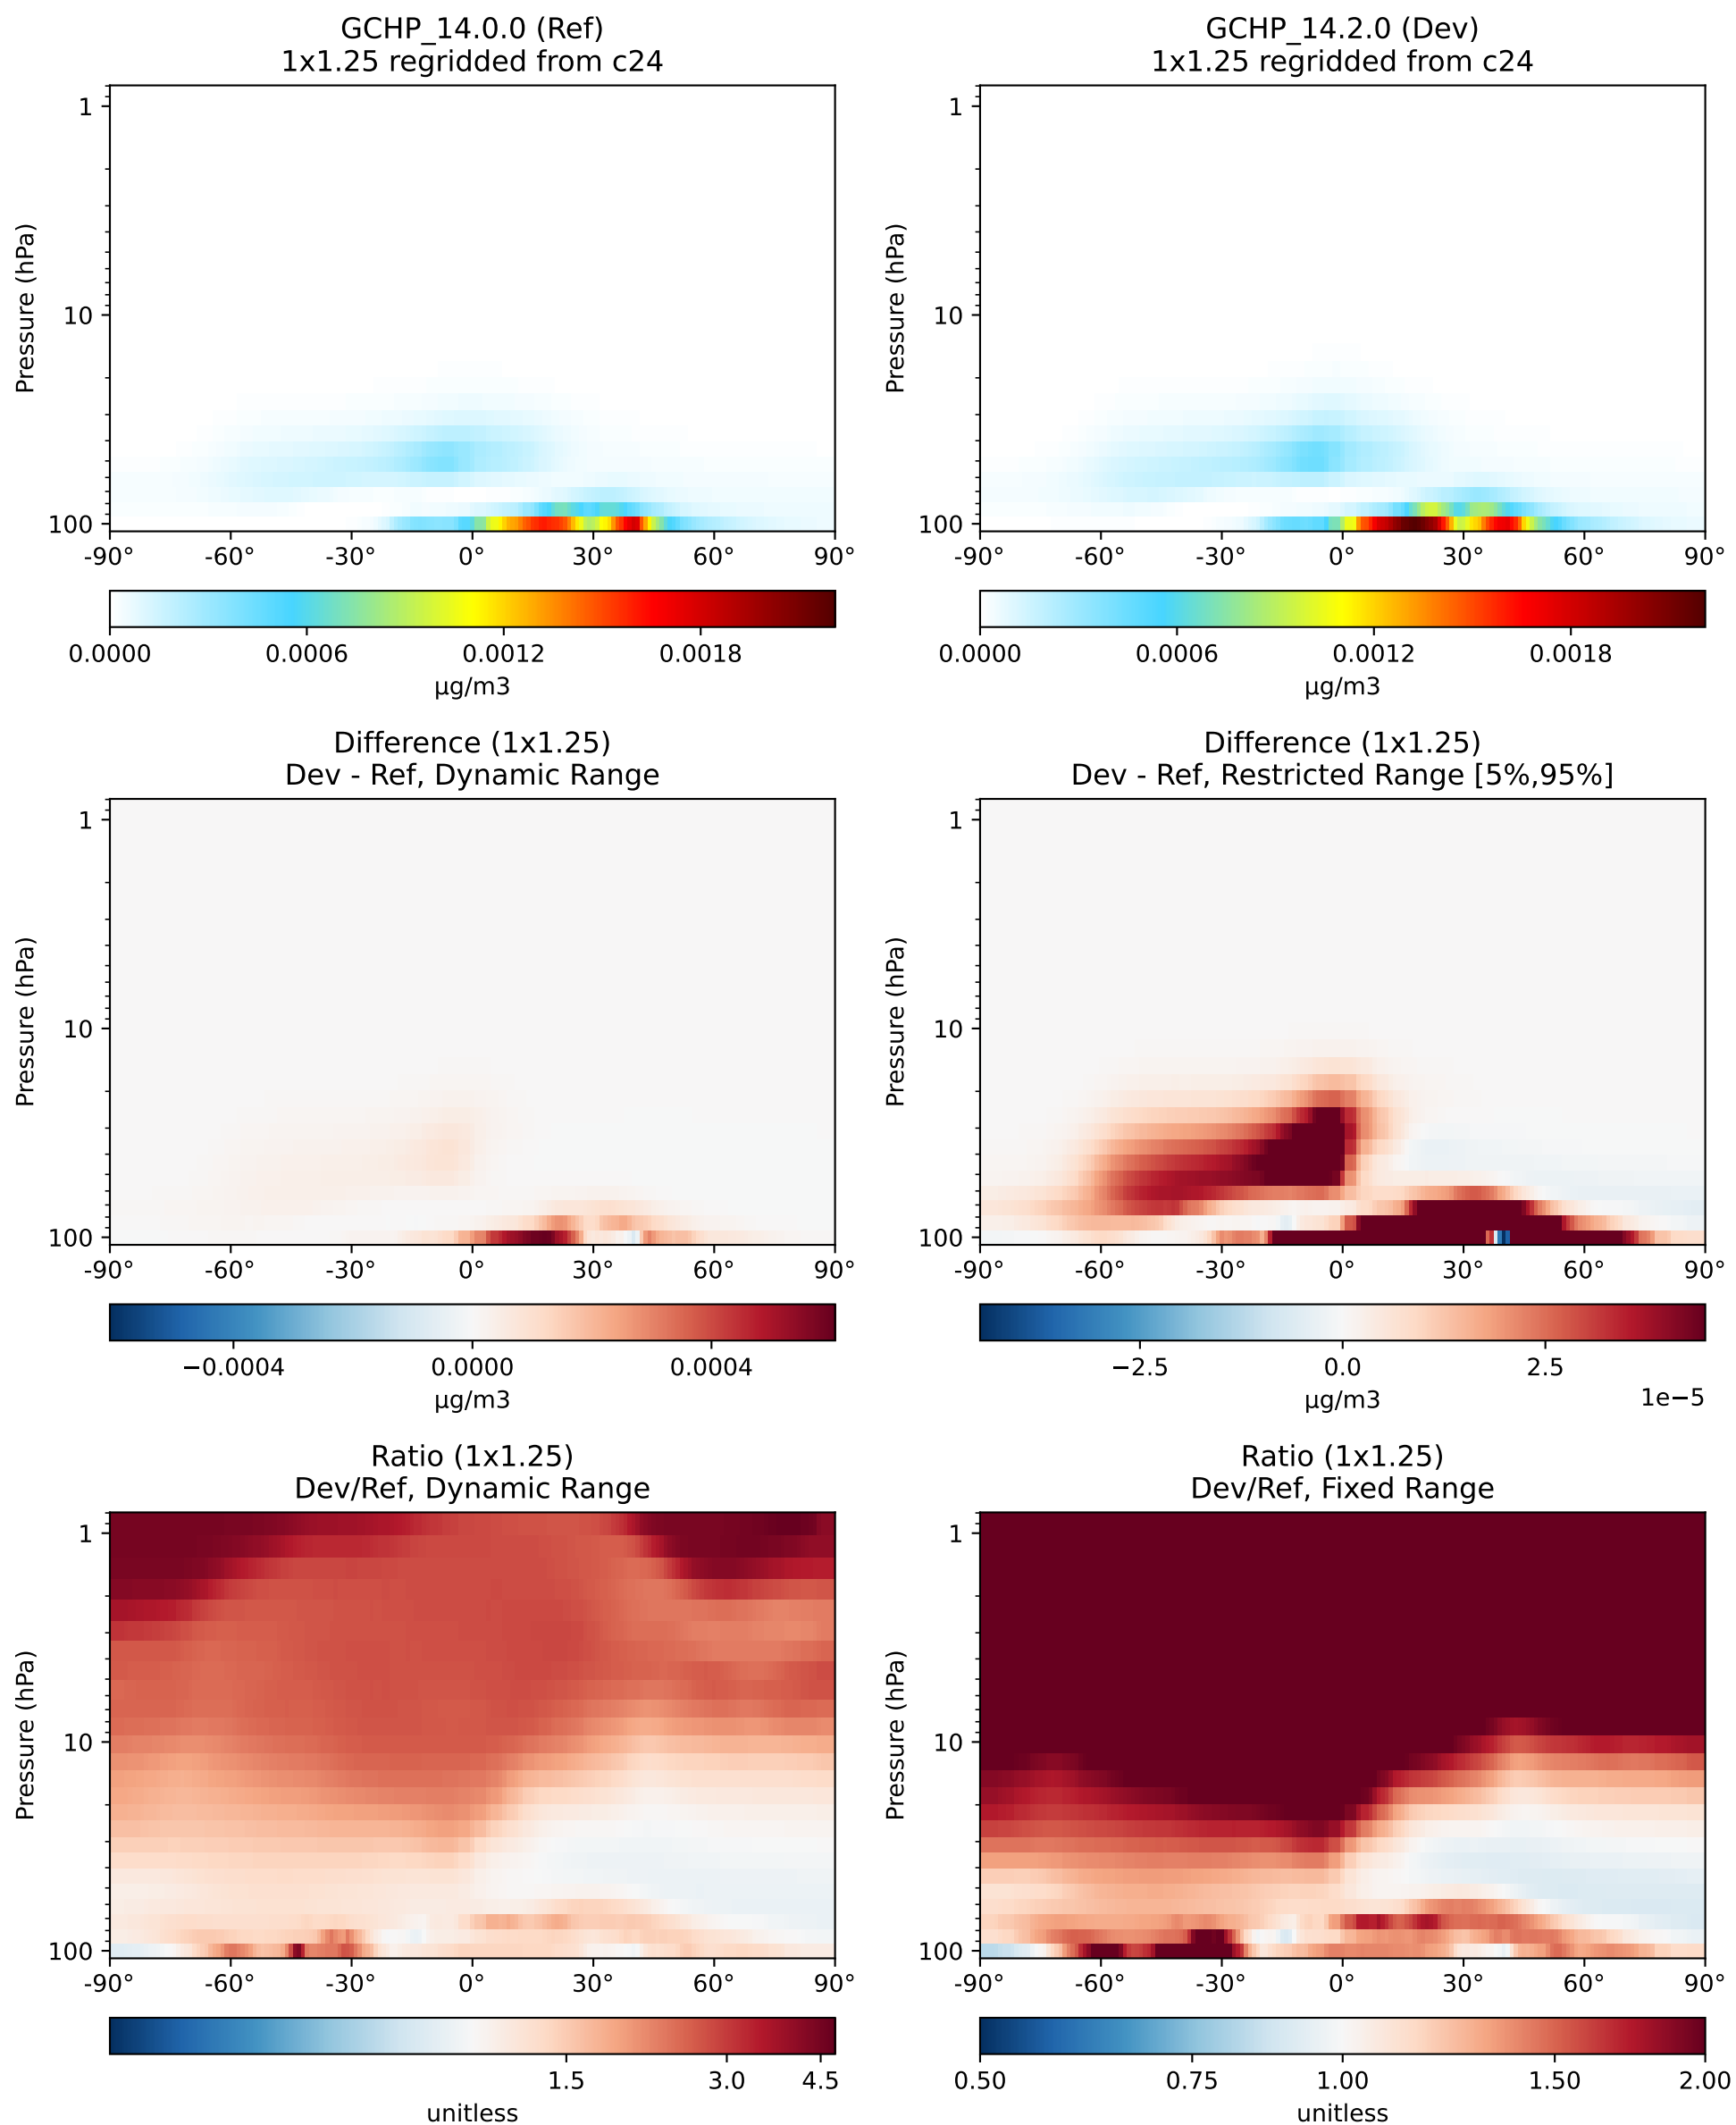 GCHP_14.0.0 (Ref)
1x1.25 regridded from c24
Pressure (hPa)
1
10
100
-90° -60° -30° 0° 30° 60° 90°
0.0000 0.0006 0.0012 0.0018
µg/m3
GCHP_14.2.0 (Dev)
1x1.25 regridded from c24
Pressure (hPa)
1
10
100
-90° -60° -30° 0° 30° 60° 90°
0.0000 0.0006 0.0012 0.0018
µg/m3
Difference (1x1.25)
Dev - Ref, Dynamic Range
Pressure (hPa)
1
10
100
-90° -60° -30° 0° 30° 60° 90°
−0.0004 0.0000 0.0004
µg/m3
Difference (1x1.25)
Dev - Ref, Restricted Range [5%,95%]
Pressure (hPa)
1
10
100
-90° -60° -30° 0° 30° 60° 90°
−2.5 0.0 2.5
1e−5
µg/m3
Ratio (1x1.25)
Dev/Ref, Dynamic Range
Pressure (hPa)
1
10
100
-90° -60° -30° 0° 30° 60° 90°
1.5 3.0 4.5
unitless
Ratio (1x1.25)
Dev/Ref, Fixed Range
Pressure (hPa)
1
10
100
-90° -60° -30° 0° 30° 60° 90°
0.50 0.75 1.00 1.50 2.00
unitless